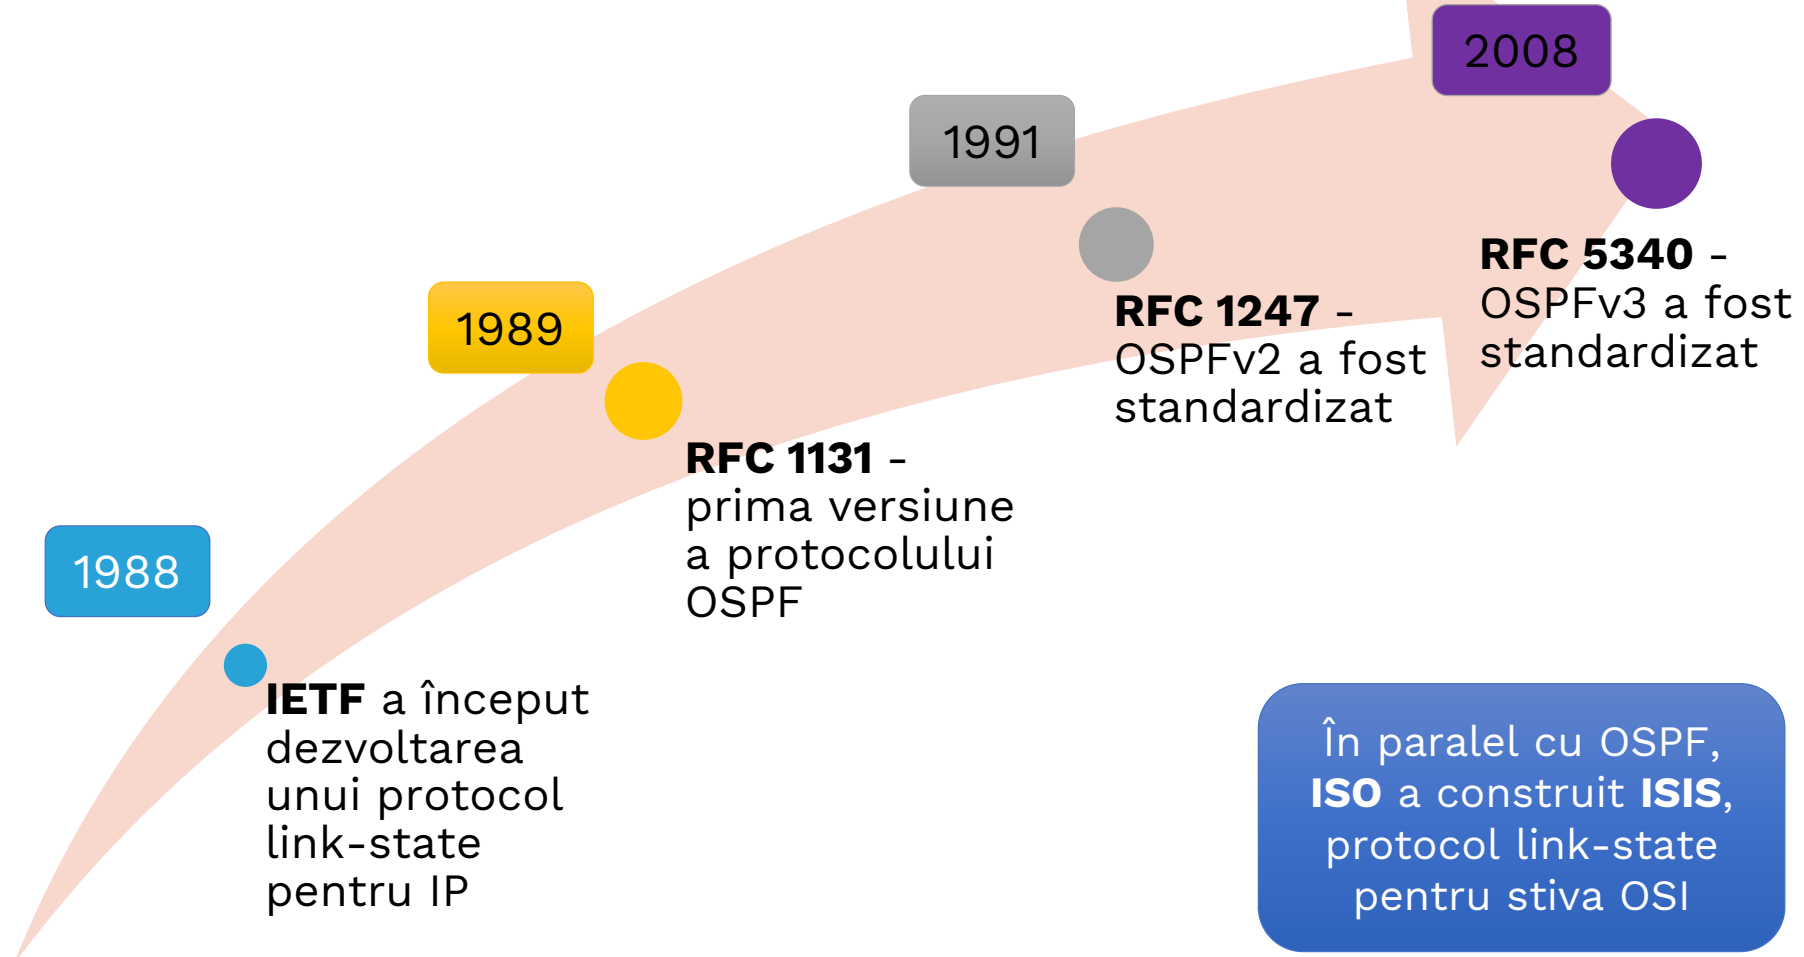 1988
IETF a început
dezvoltarea
unui protocol
link-state
pentru IP
1989
RFC 1131 -
prima versiune
a protocolului
OSPF
1991
RFC 1247 -
OSPFv2 a fost
standardizat
2008
RFC 5340 -
OSPFv3 a fost
standardizat
În paralel cu OSPF,
ISO a construit ISIS,
protocol link-state
pentru stiva OSI